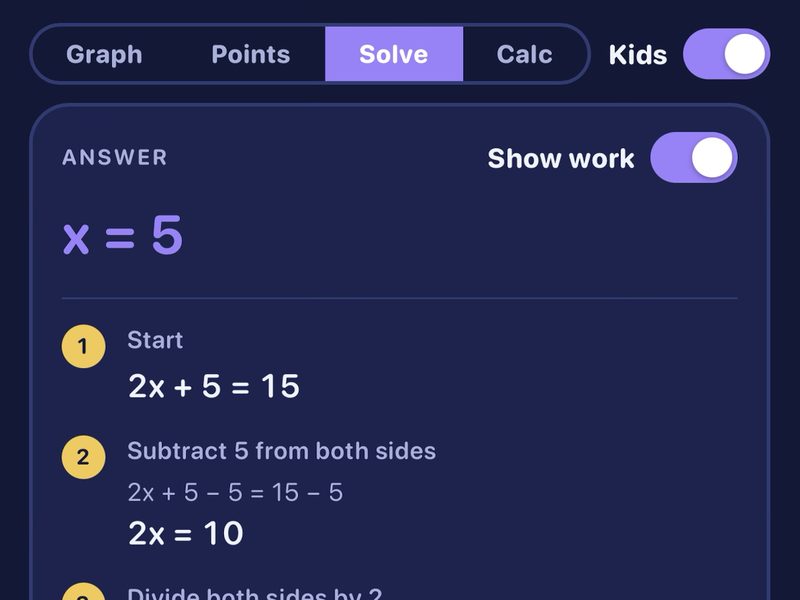 Graph Points Solve Calc Kids
ANSWER Show work
x = 5
1 Start
2x + 5 = 15
2 Subtract 5 from both sides
2x + 5 − 5 = 15 − 5
2x = 10
3 Divide both sides by 2